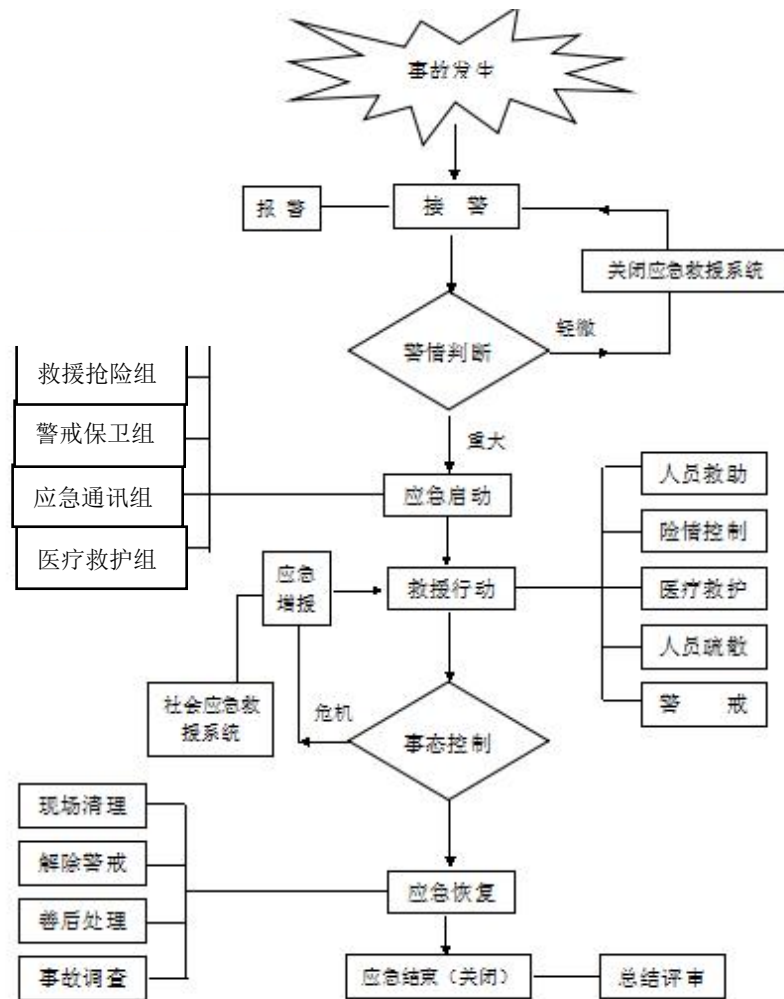 事故发生
报 警
接 警
关闭应急救援系统
轻微
警情判断
救援抢险组
警戒保卫组
重大
应急通讯组
应急启动
医疗救护组
人员救助
险情控制
应急
增援
救援行动
医疗救护
人员疏散
社会应急救
援系统
危机
事态控制
警 戒
现场清理
解除警戒
应急恢复
善后处理
事故调查
应急结束（关闭）
总结评审